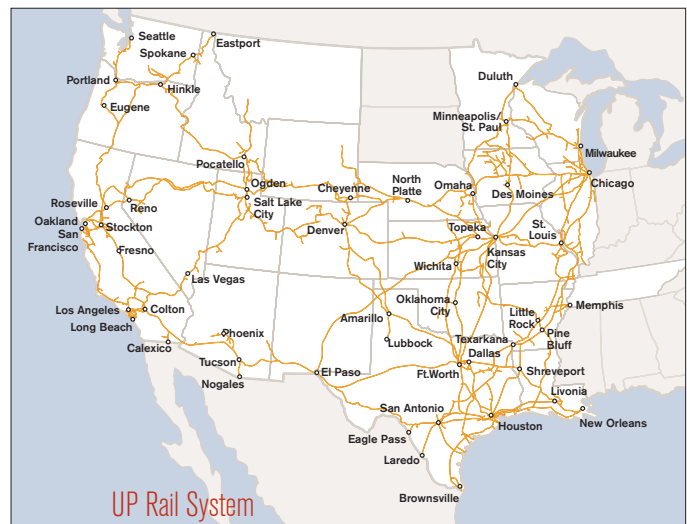 Seattle
Eastport
Spokane
Portland
Hinkle
Eugene
Duluth
Minneapolis/
St. Paul
Milwaukee
Chicago
Pocatello
Ogden
Salt Lake
City
Cheyenne
North
Platte
Omaha
Des Moines
Roseville
Reno
Oakland
San
Francisco
Stockton
Fresno
Denver
Topeka
Kansas
City
St.
Louis
Las Vegas
Wichita
Los Angeles
Long Beach
Colton
Calexico
Phoenix
Tucson
Nogales
Amarillo
Lubbock
Oklahoma
City
Little
Rock
Memphis
Pine
Bluff
Texarkana
Dallas
Ft.Worth
El Paso
Shreveport
Livonia
New Orleans
San Antonio
Houston
Eagle Pass
Laredo
Brownsville
UP Rail System